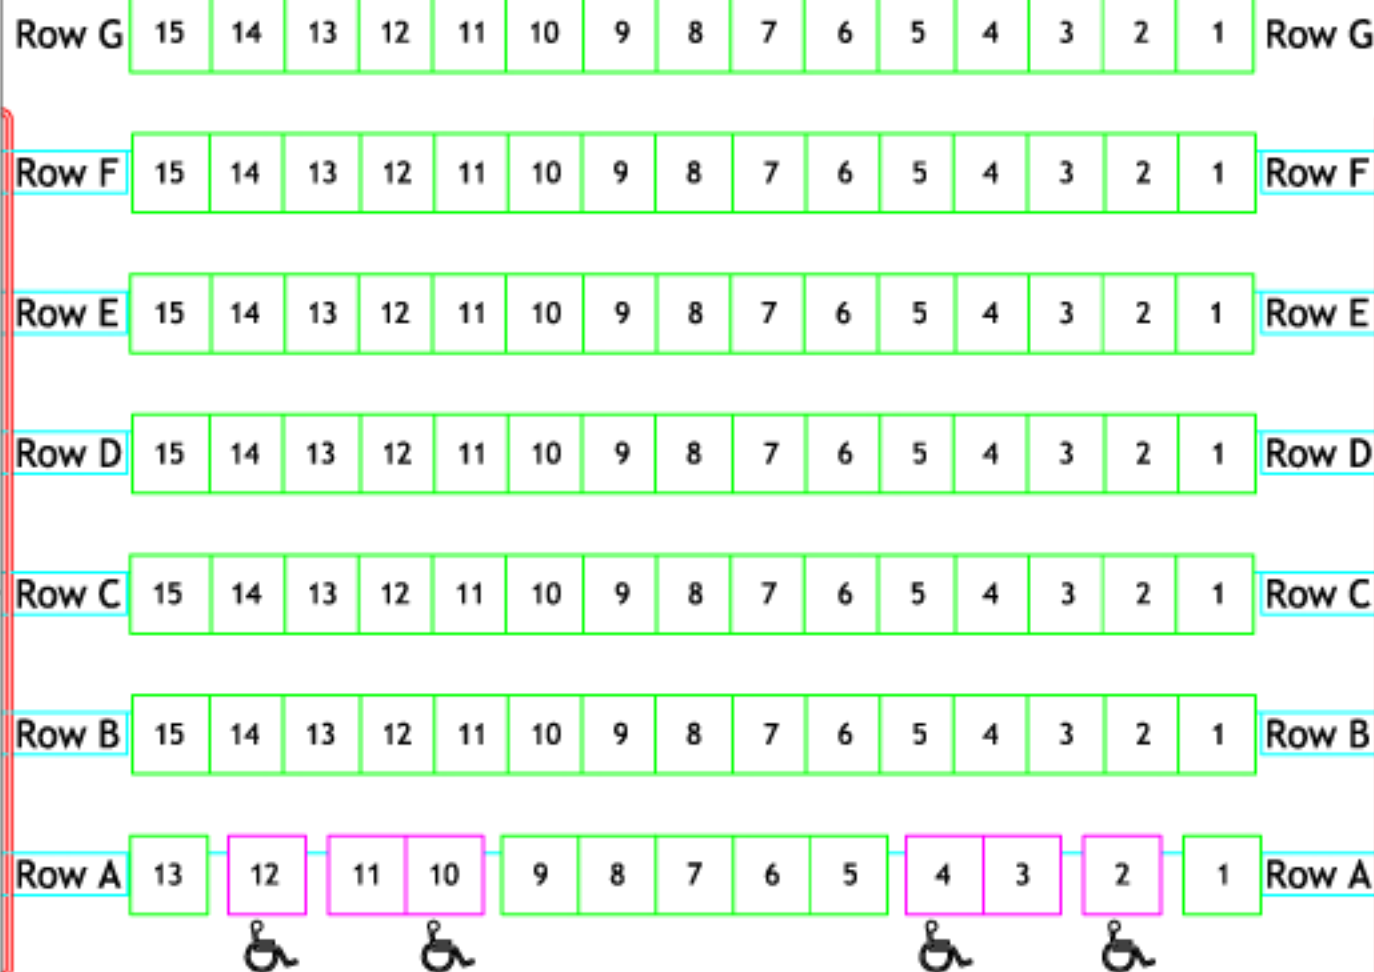 Row G 15 14 13 12 11 10 9 8 7 6 5 4 3 2 1 Row G
Row F 15 14 13 12 11 10 9 8 7 6 5 4 3 2 1 Row F
Row E 15 14 13 12 11 10 9 8 7 6 5 4 3 2 1 Row E
Row D 15 14 13 12 11 10 9 8 7 6 5 4 3 2 1 Row D
Row C 15 14 13 12 11 10 9 8 7 6 5 4 3 2 1 Row C
Row B 15 14 13 12 11 10 9 8 7 6 5 4 3 2 1 Row B
Row A 13 12 11 10 9 8 7 6 5 4 3 2 1 Row A